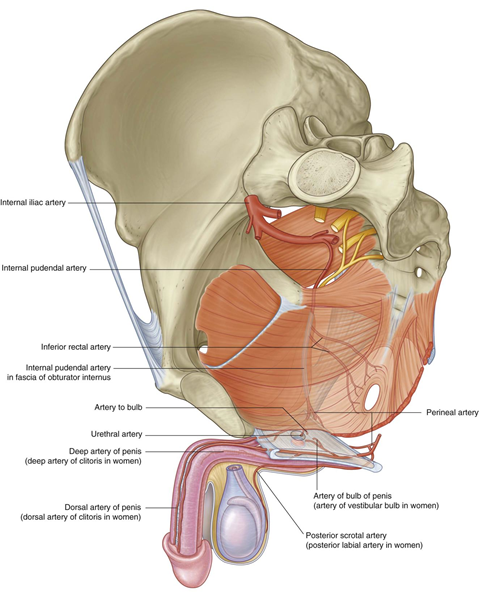 Internal iliac artery
Internal pudendal artery
Inferior rectal artery
Internal pudendal artery
in fascia of obturator internus
Artery to bulb
Perineal artery
Urethral artery
Deep artery of penis
(deep artery of clitoris in women)
Artery of bulb of penis
(artery of vestibular bulb in women)
Dorsal artery of penis
(dorsal artery of clitoris in women)
Posterior scrotal artery
(posterior labial artery in women)